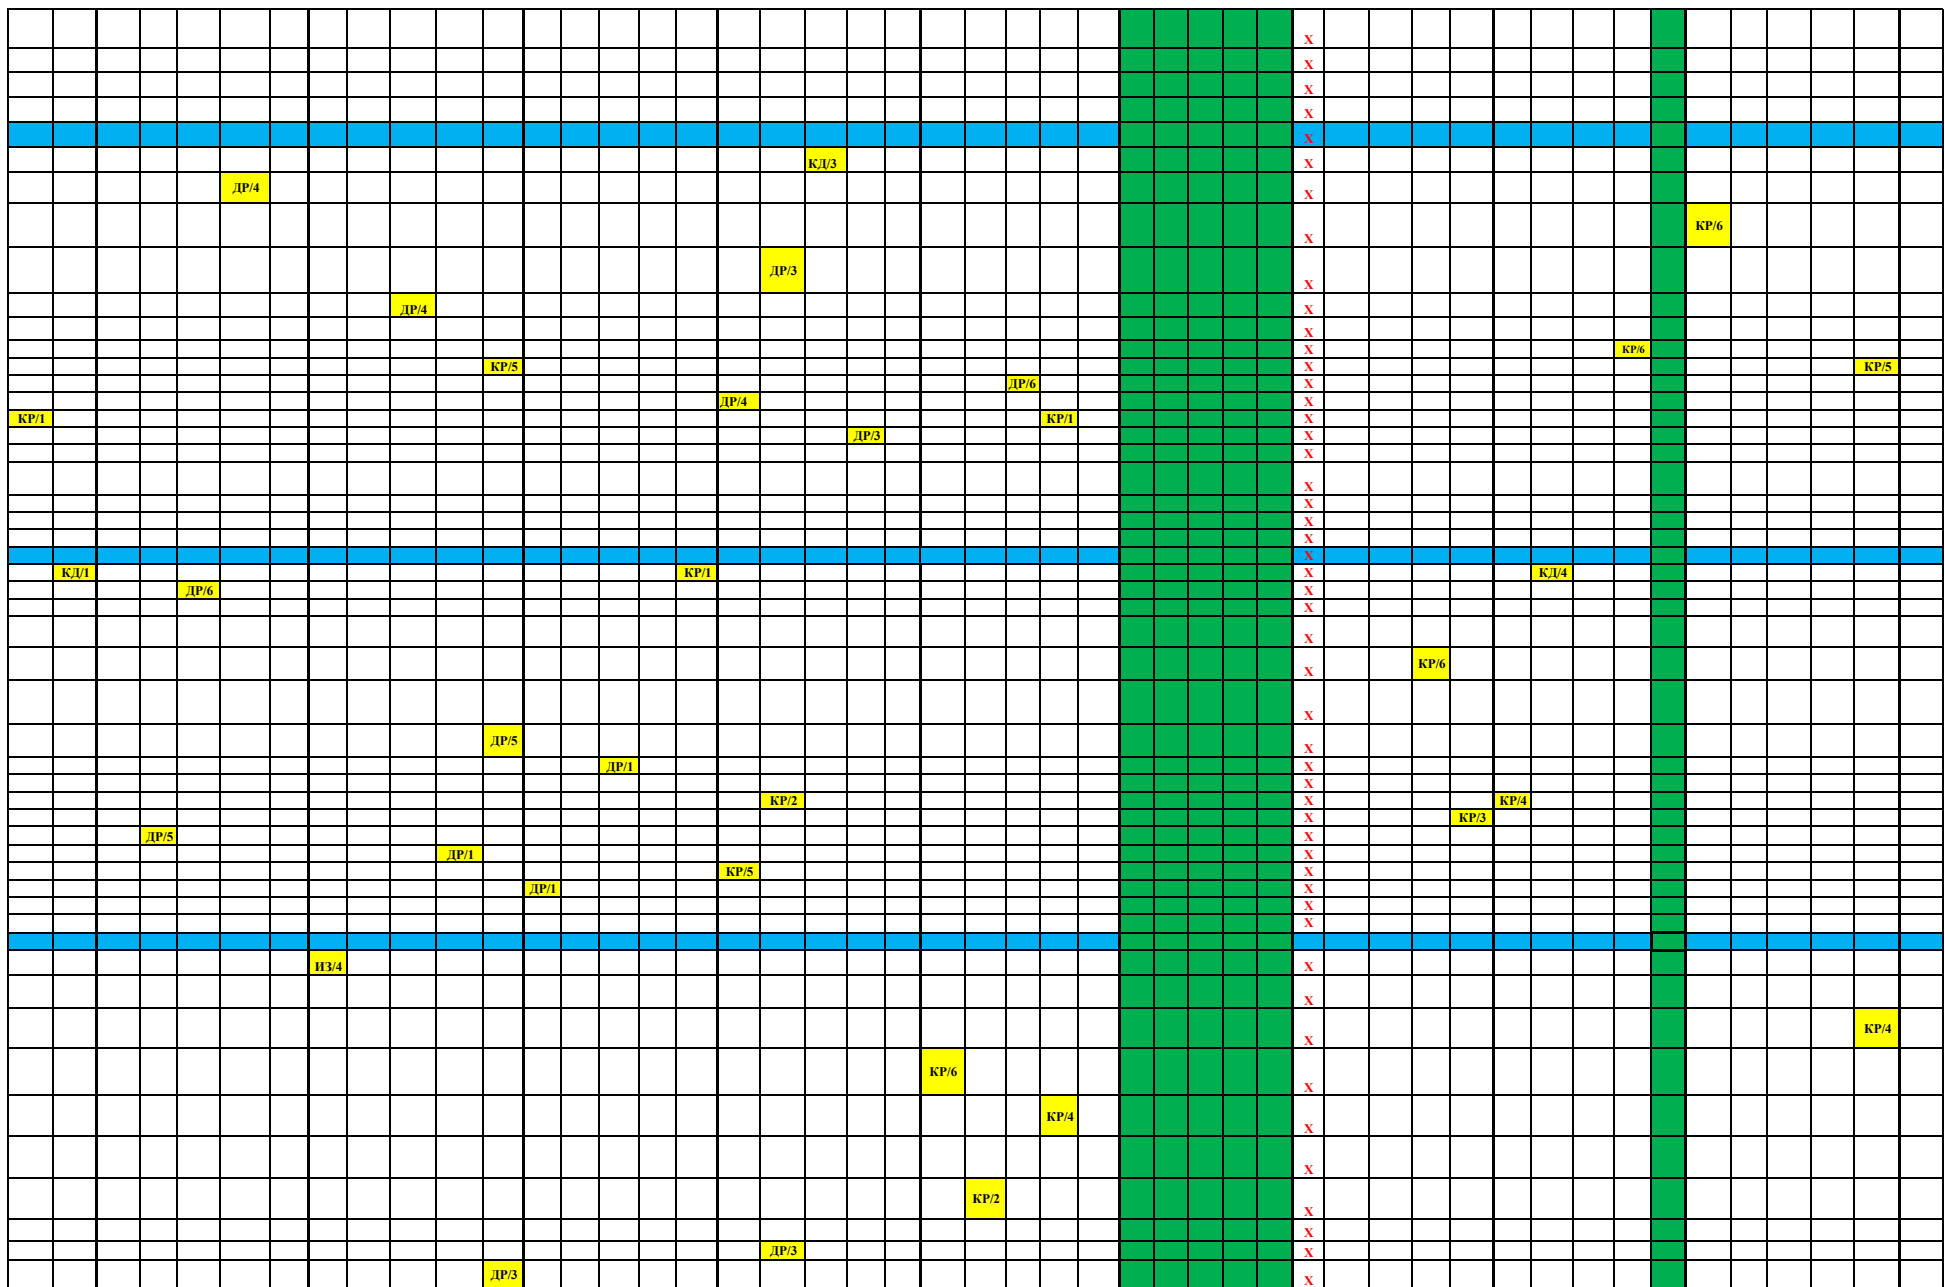 Х
Х
Х
Х
Х
КД/3 Х
ДР/4 Х
Х КР/6
ДР/3 Х
ДР/4 Х
Х
Х КР/6
КР/5 Х КР/5
ДР/6 Х
ДР/4 Х
КР/1 КР/1 Х
ДР/3 Х
Х
Х
Х
Х
Х
Х
КД/1 КР/1 Х КД/4
ДР/6 Х
Х
Х
Х КР/6
Х
ДР/5 Х
ДР/1 Х
Х
КР/2 Х КР/4
Х КР/3
ДР/5 Х
ДР/1 Х
КР/5 Х
ДР/1 Х
Х
Х
ИЗ/4 Х
Х
Х КР/4
КР/6 Х
КР/4 Х
Х
КР/2 Х
Х
ДР/3 Х
ДР/3 Х